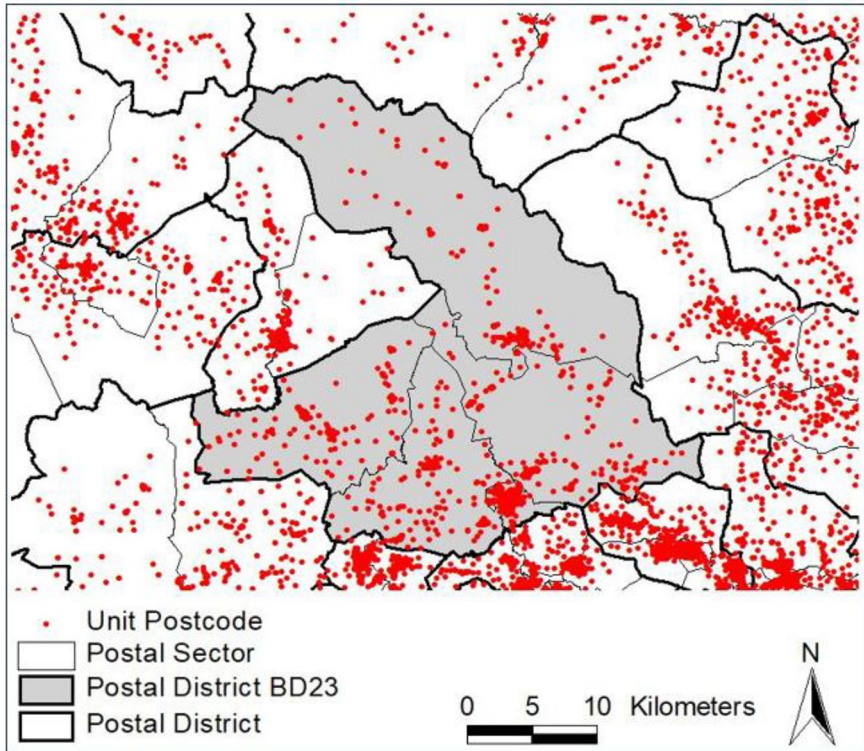 Unit Postcode
Postal Sector
Postal District BD23
Postal District
N
0 5 10 Kilometers